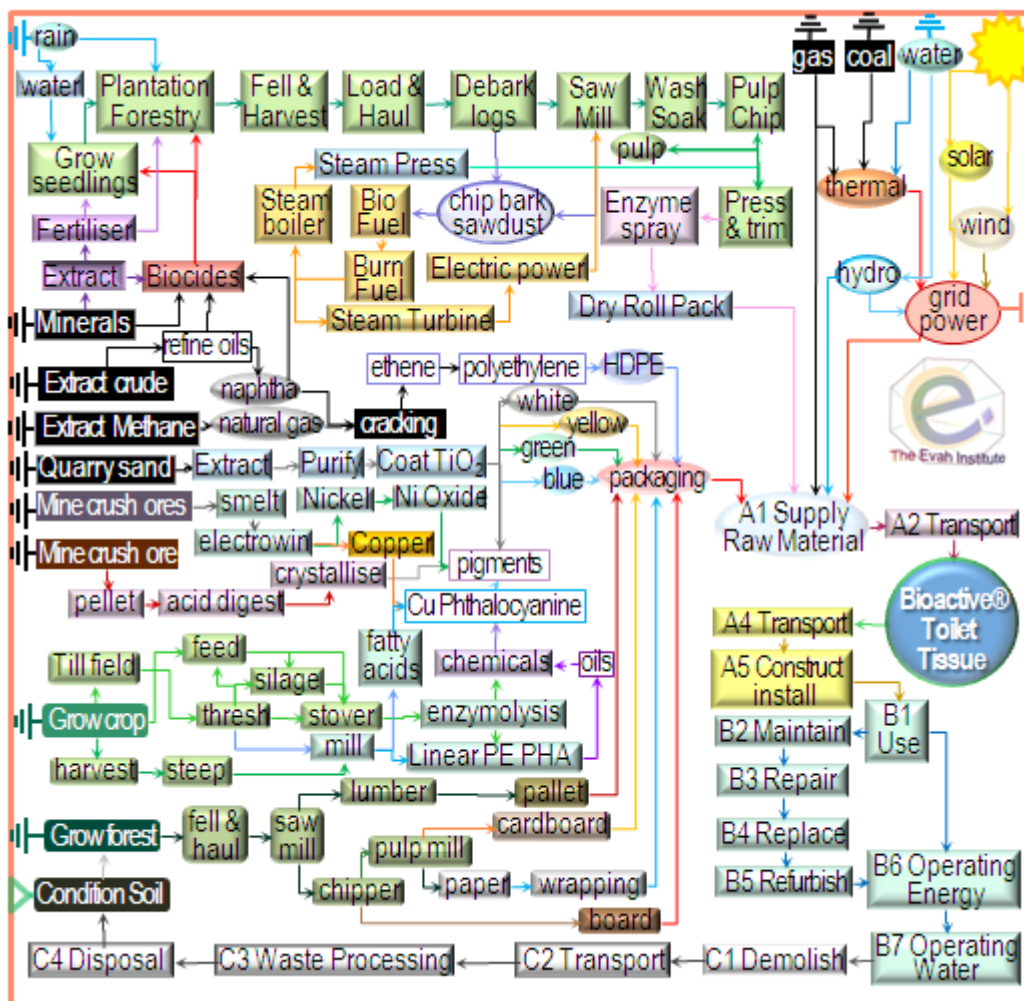 rain
gas
coal
water
water
Plantation
Forestry
Fell &
Harvest
Load &
Haul
Debark
logs
Saw
Mill
Wash
Soak
Pulp
Chip
pulp
solar
Grow
seedlings
Steam Press
thermal
Steam
boiler
Bio
Fuel
chip bark
sawdust
Enzyme
spray
Press
& trim
wind
Fertiliser
Extract
Biocides
Burn
Fuel
Electric power
hydro
grid
power
Minerals
Steam Turbine
Dry Roll Pack
refine oils
Extract crude
naphtha
ethene
polyethylene
HDPE
Extract Methane
natural gas
cracking
white
yellow
green
The Evah Institute
Quarry sand
Extract
Purify
Coat TiO₂
blue
packaging
Mine crush ores
smelt
Nickel
Ni Oxide
A1 Supply
Raw Material
A2 Transport
Mine crush ore
electrowin
Copper
crystallise
pigments
pellet
acid digest
Cu Phthalocyanine
Bioactive®
Toilet
Tissue
A4 Transport
Till field
feed
fatty
acids
chemicals
oils
silage
A5 Construct
install
Grow crop
thresh
stover
enzymolysis
B1
Use
B2 Maintain
mill
Linear PE PHA
harvest
steep
B3 Repair
lumber
pallet
Grow forest
fell &
haul
saw
mill
cardboard
B4 Replace
pulp mill
Condition Soil
chipper
paper
wrapping
B5 Refurbish
B6 Operating
Energy
board
C4 Disposal
C3 Waste Processing
C2 Transport
C1 Demolish
B7 Operating
Water